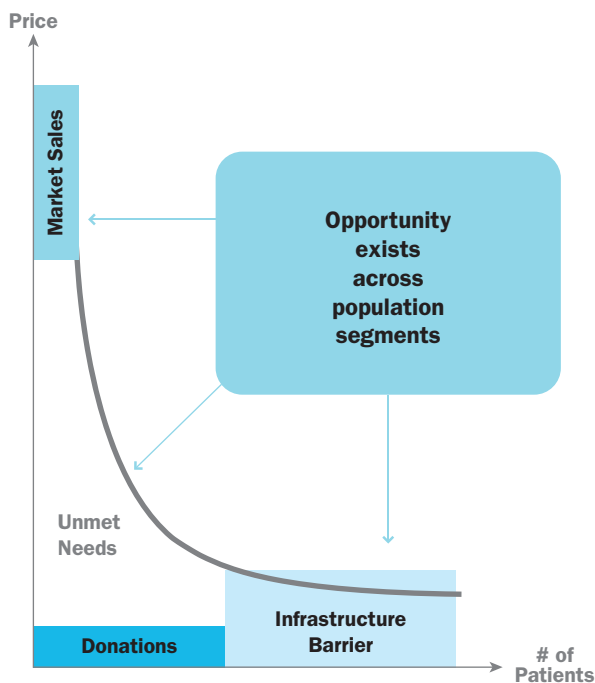 Price
Market Sales
Opportunity
exists
across
population
segments
Unmet
Needs
Infrastructure
Barrier
Donations
# of
Patients